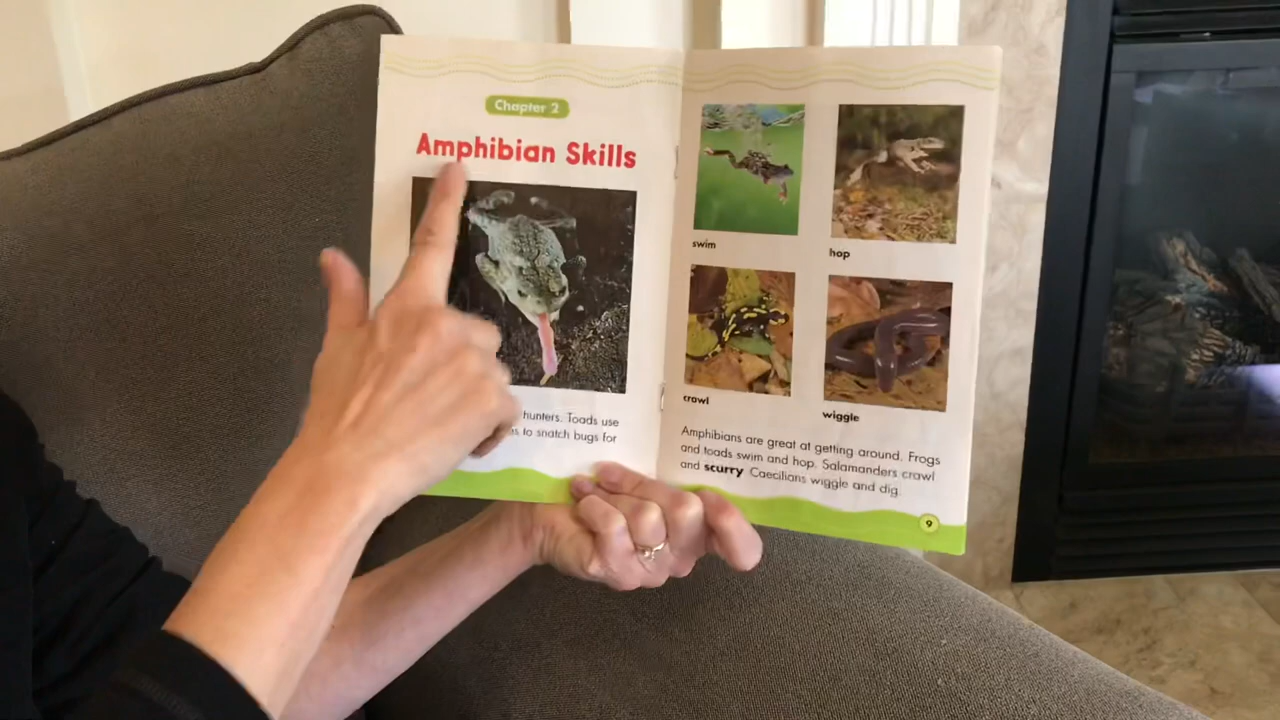 Chapter 2
Amphibian Skills
hunters. Toads use
to snatch bugs for
swim
hop
crawl
wiggle
Amphibians are great at getting around. Frogs
and toads swim and hop. Salamanders crawl
and scurry. Caecilians wiggle and dig.
9